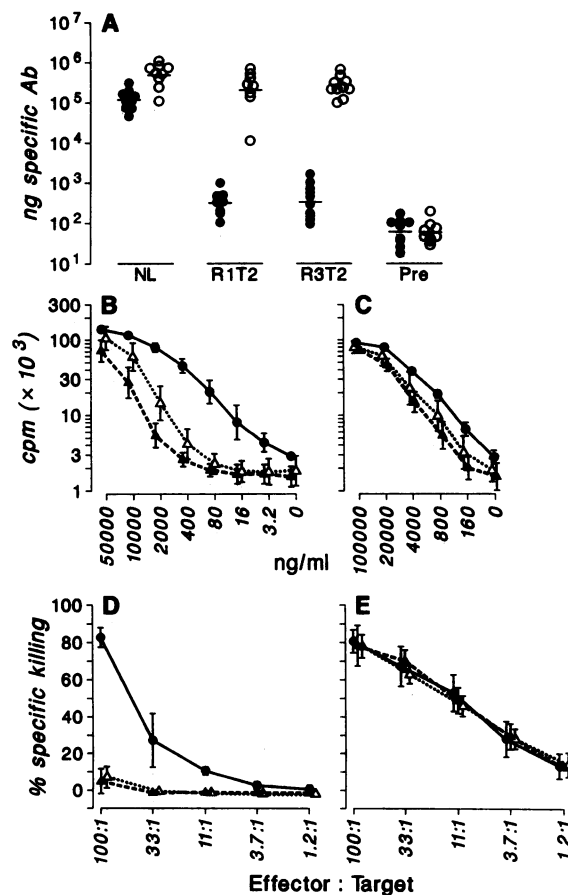 A
ng specific Ab
10^7
10^6
10^5
10^4
10^3
10^2
10^1
NL R1T2 R3T2 Pre
B C
cpm (× 10^3)
300
100
30
10
3
2
1
50000 10000 2000 400 80 16 3.2 0
100000 20000 4000 800 160 0
ng/ml
D E
% specific killing
100
80
60
40
20
0
100:1 33:1 11:1 3.7:1 1.2:1
100:1 33:1 11:1 3.7:1 1.2:1
Effector : Target